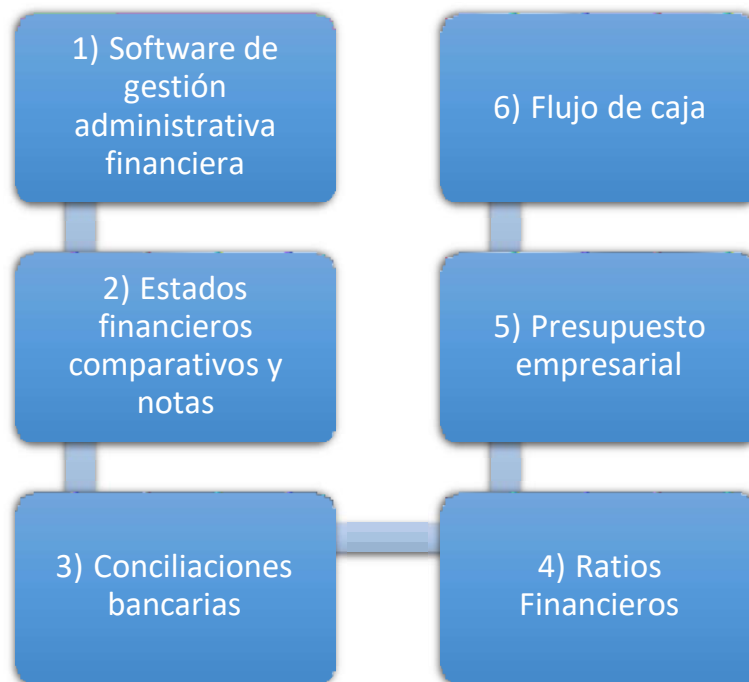 1) Software de
gestión
administrativa
financiera
2) Estados
financieros
comparativos y
notas
3) Conciliaciones
bancarias
4) Ratios
Financieros
5) Presupuesto
empresarial
6) Flujo de caja